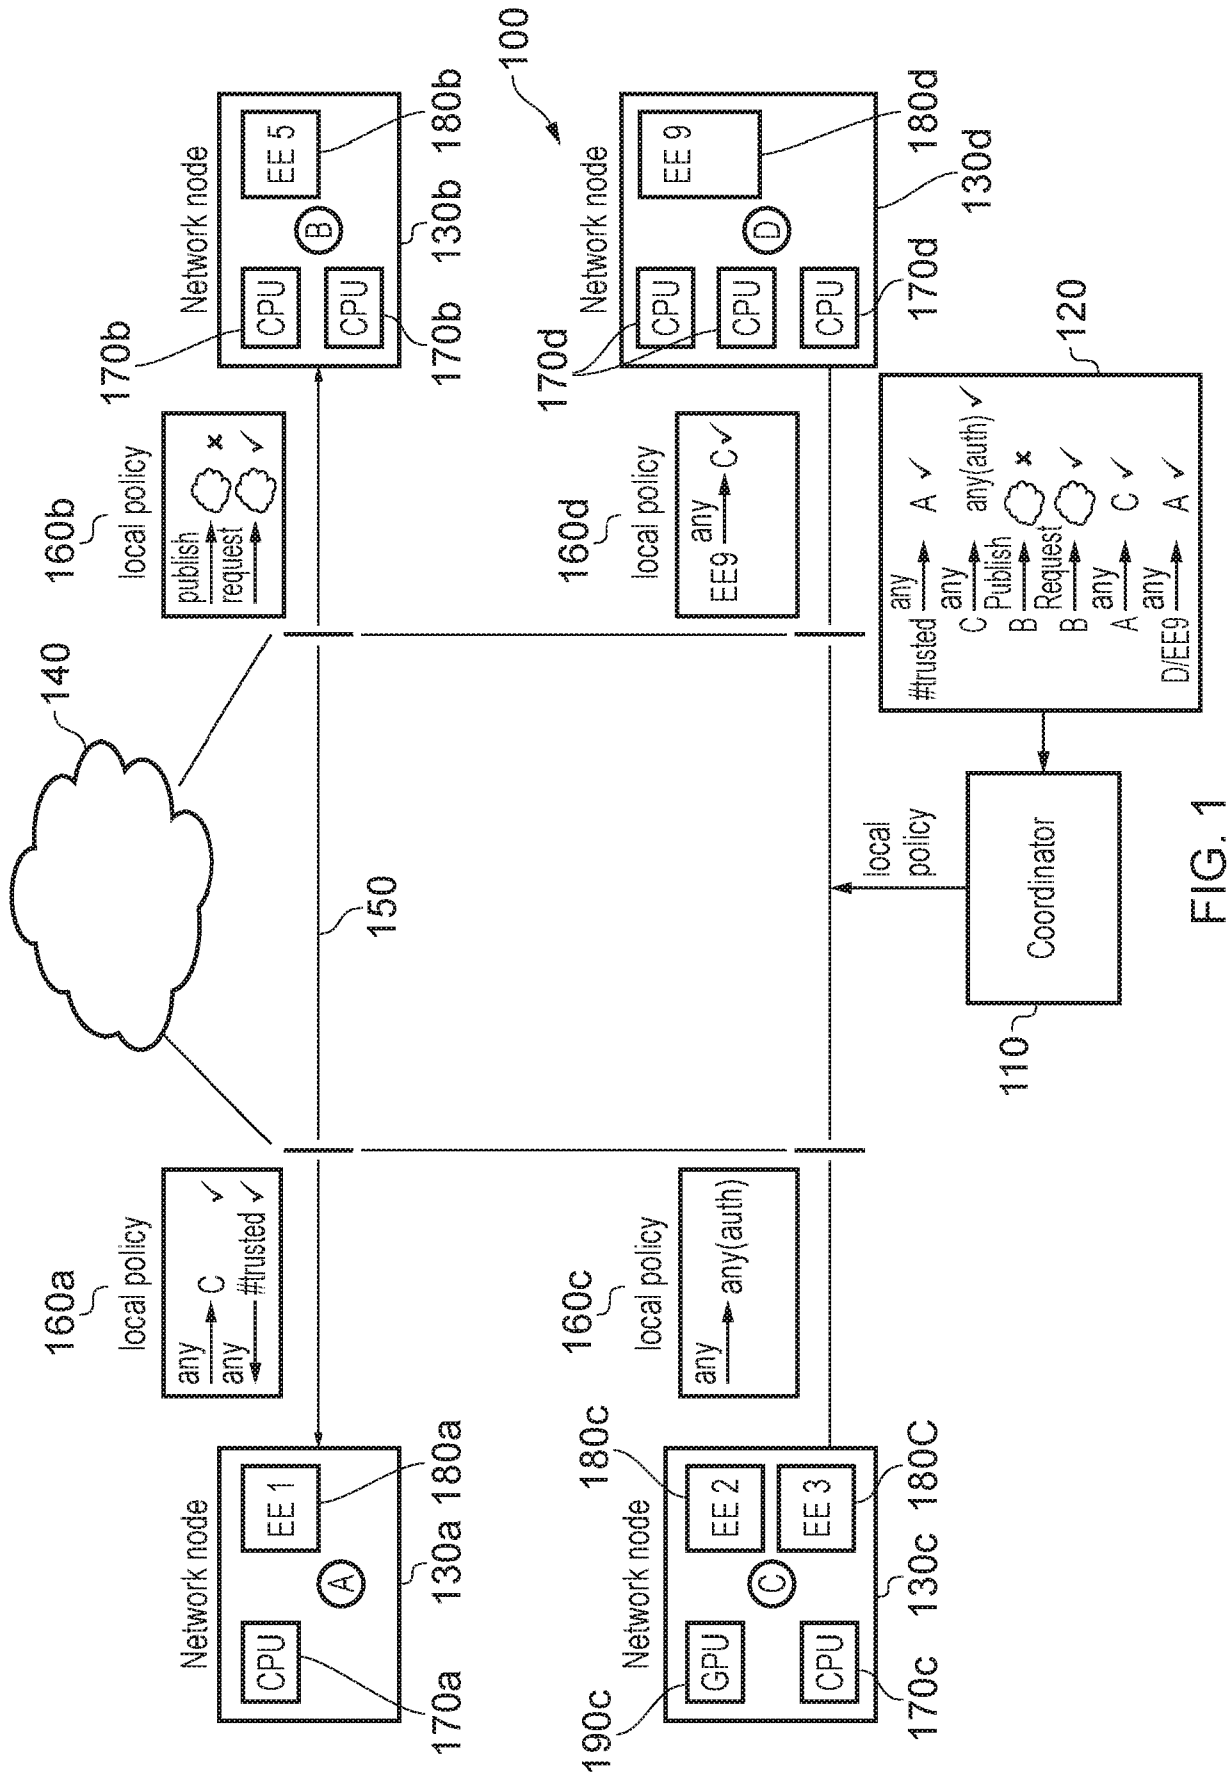 100
140
160a
local policy
any
C ✓
any
#trusted ✓
160b
local policy
publish
×
request
✓
Network node
CPU
A
EE 1
170a
130a
180a
150
170b
Network node
CPU
CPU
B
EE 5
170b
130b
180b
160c
local policy
any
any(auth)
160d
local policy
EE9
any
C ✓
190c
Network node
GPU
CPU
C
EE 2
EE 3
180c
170c
130c
180C
170d
Network node
CPU
CPU
CPU
D
EE 9
170d
130d
180d
local
policy
110
Coordinator
120
#trusted
any
A ✓
C
any
any(auth) ✓
B
Publish
×
B
Request
✓
A
any
C ✓
D/EE9
any
A ✓
FIG. 1